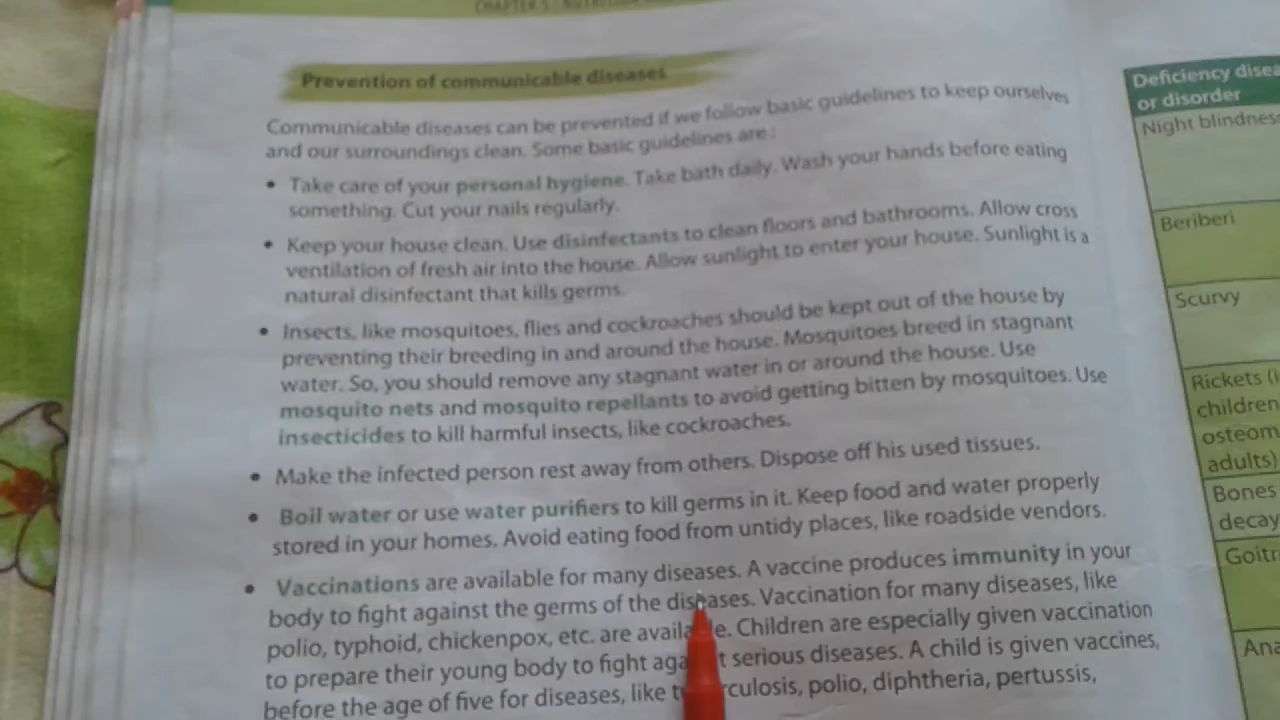 Prevention of communicable diseases
Communicable diseases can be prevented if we follow basic guidelines to keep ourselves
and our surroundings clean. Some basic guidelines are :
• Take care of your personal hygiene. Take bath daily. Wash your hands before eating
something. Cut your nails regularly.
• Keep your house clean. Use disinfectants to clean floors and bathrooms. Allow cross
ventilation of fresh air into the house. Allow sunlight to enter your house. Sunlight is a
natural disinfectant that kills germs.
• Insects, like mosquitoes, flies and cockroaches should be kept out of the house by
preventing their breeding in and around the house. Mosquitoes breed in stagnant
water. So, you should remove any stagnant water in or around the house. Use
mosquito nets and mosquito repellants to avoid getting bitten by mosquitoes. Use
insecticides to kill harmful insects, like cockroaches.
• Make the infected person rest away from others. Dispose off his used tissues.
• Boil water or use water purifiers to kill germs in it. Keep food and water properly
stored in your homes. Avoid eating food from untidy places, like roadside vendors.
• Vaccinations are available for many diseases. A vaccine produces immunity in your
body to fight against the germs of the diseases. Vaccination for many diseases, like
polio, typhoid, chickenpox, etc. are Children are especially given vaccination
to prepare their young body to fight serious diseases. A child is given vaccines,
before the age of five for diseases, like polio, diphtheria, pertussis,
Deficiency
or disorder
Night
Beriberi
Scurvy
Rickets
children
adults)
Bones